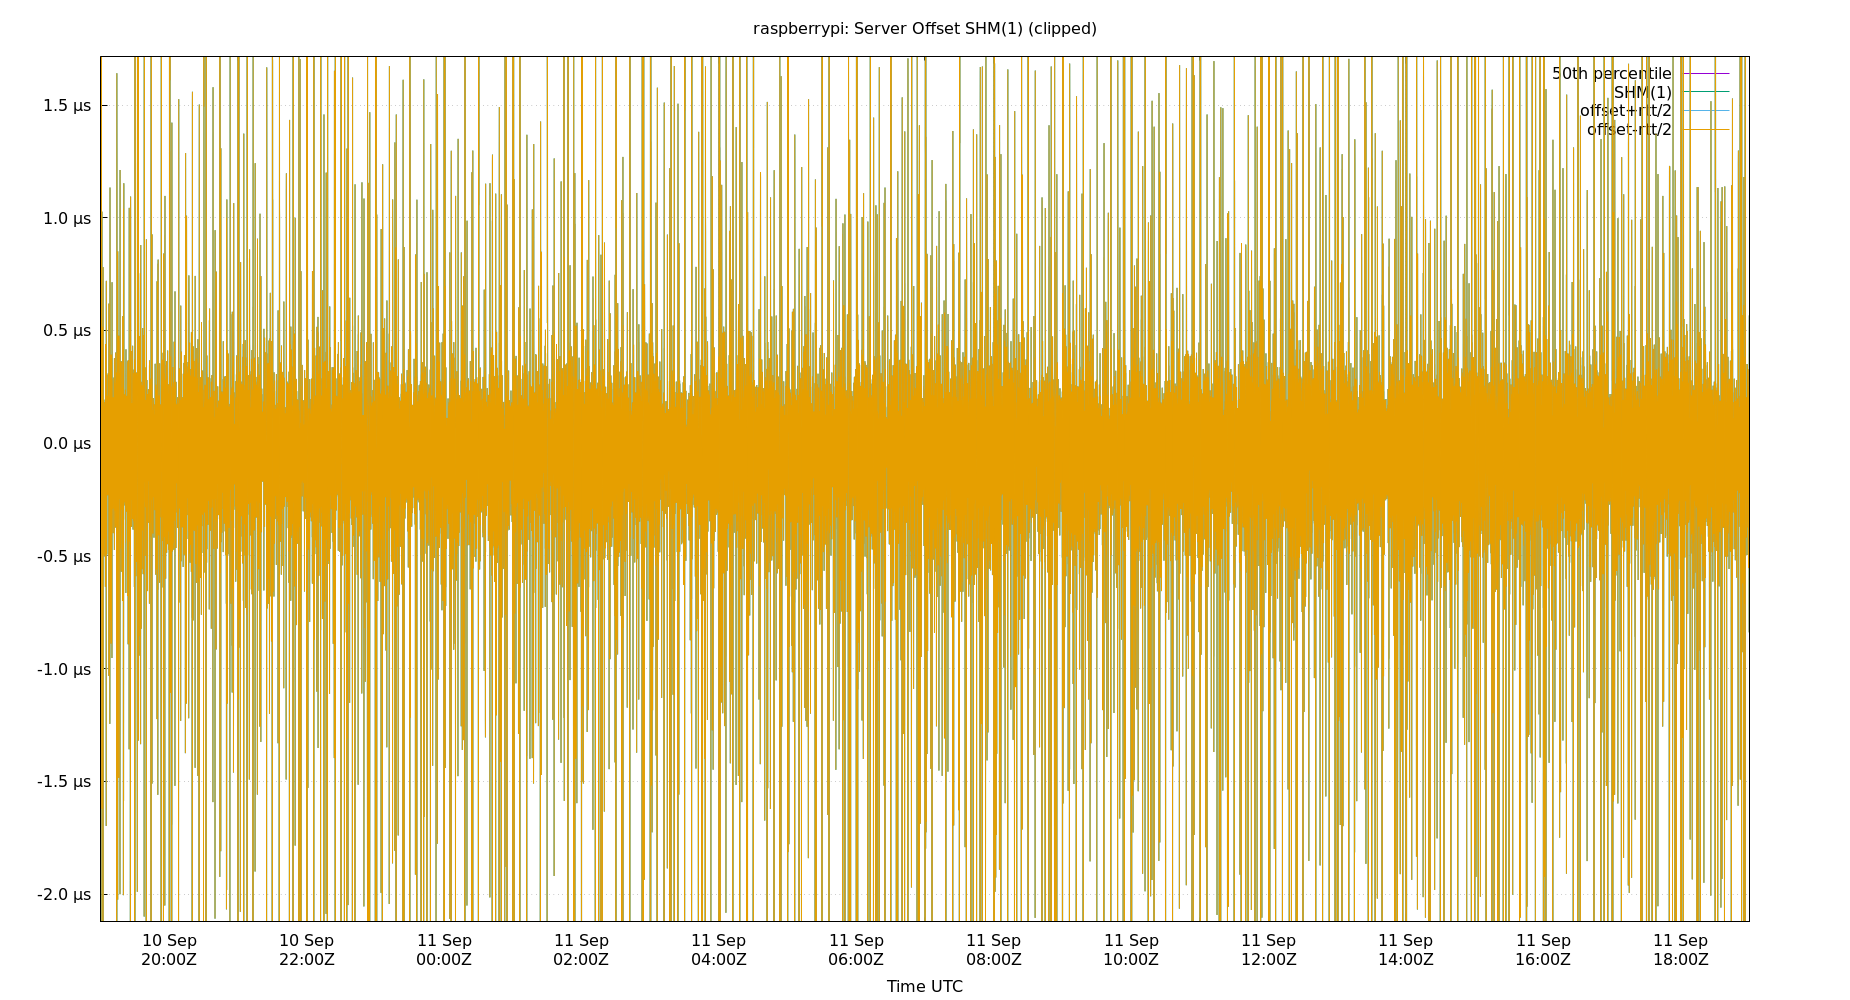 raspberrypi: Server Offset SHM(1) (clipped)
50th percentile
SHM(1)
offset+rtt/2
offset-rtt/2
1.5 µs
1.0 µs
0.5 µs
0.0 µs
-0.5 µs
-1.0 µs
-1.5 µs
-2.0 µs
10 Sep 10 Sep 11 Sep 11 Sep 11 Sep 11 Sep 11 Sep 11 Sep 11 Sep 11 Sep 11 Sep 11 Sep
20:00Z 22:00Z 00:00Z 02:00Z 04:00Z 06:00Z 08:00Z 10:00Z 12:00Z 14:00Z 16:00Z 18:00Z
Time UTC